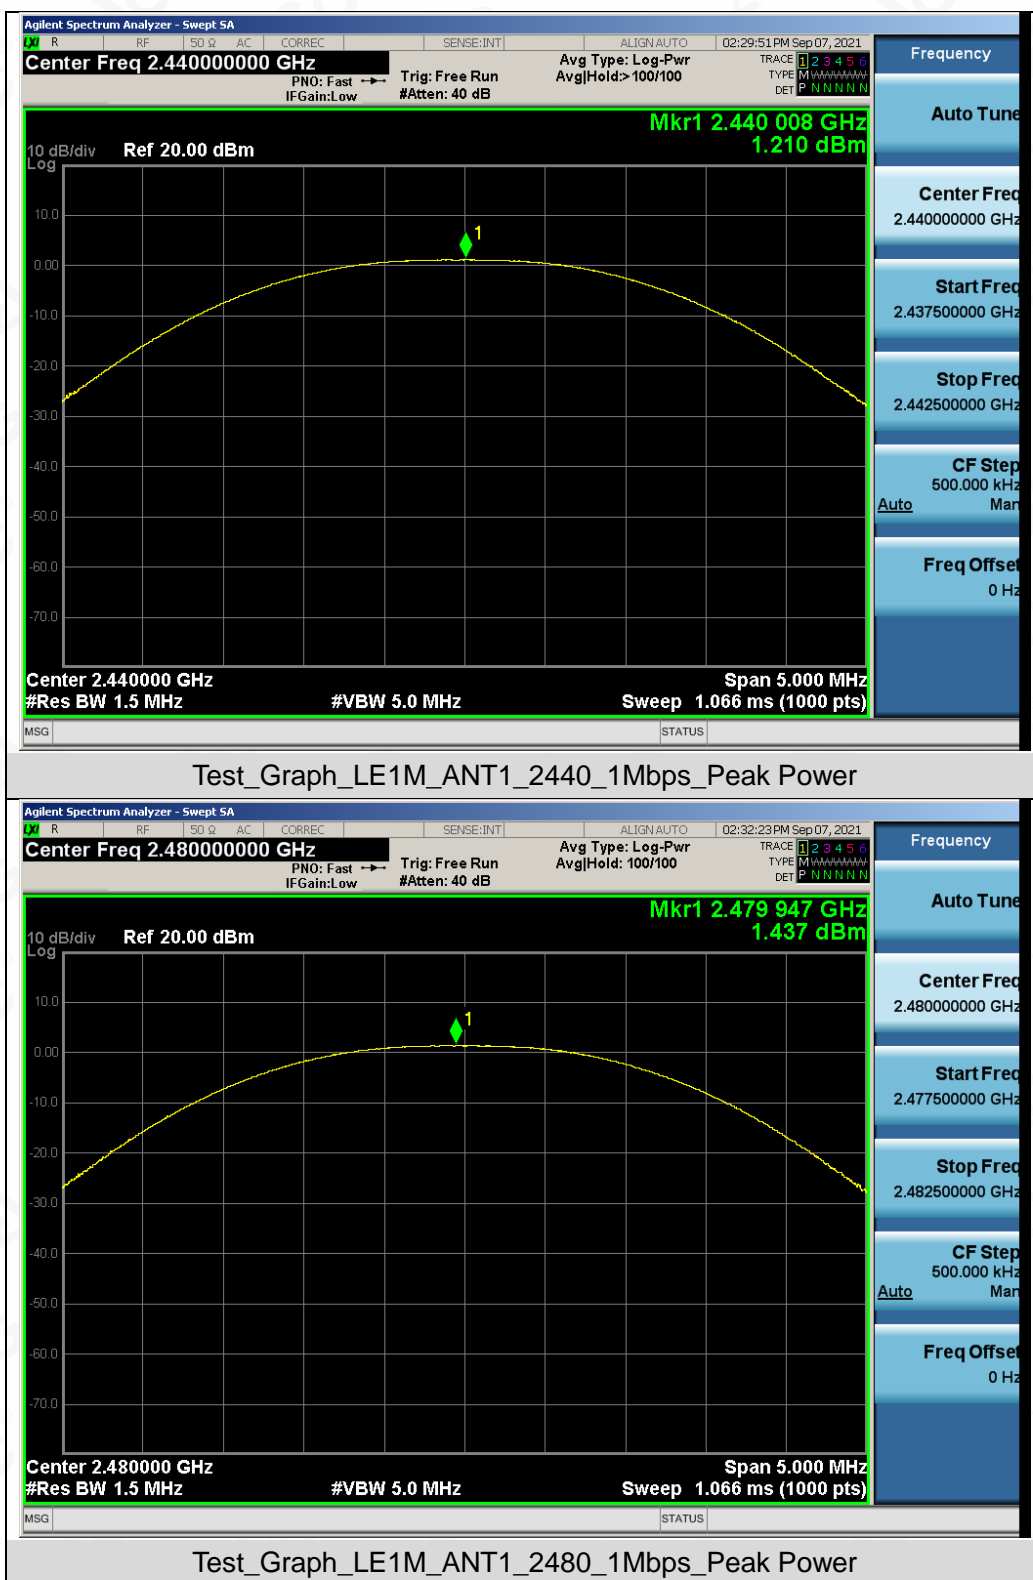 Agilent Spectrum Analyzer - Swept SA
LXI R RF 50 Ω AC CORREC SENSE:INT ALIGN AUTO 02:29:51 PM Sep 07, 2021
Center Freq 2.440000000 GHz Avg Type: Log-Pwr TRACE 1 2 3 4 5 6
PNO: Fast Trig: Free Run Avg|Hold:>100/100 TYPE M WWWWW
IFGain:Low #Atten: 40 dB DET P N N N N N
Mkr1 2.440 008 GHz
1.210 dBm
10 dB/div Ref 20.00 dBm
Log
10.0
1
0.00
-10.0
-20.0
-30.0
-40.0
-50.0
-60.0
-70.0
Center 2.440000 GHz Span 5.000 MHz
#Res BW 1.5 MHz #VBW 5.0 MHz Sweep 1.066 ms (1000 pts)
MSG STATUS
Frequency
Auto Tune
Center Freq
2.440000000 GHz
Start Freq
2.437500000 GHz
Stop Freq
2.442500000 GHz
CF Step
500.000 kHz
Auto Man
Freq Offset
0 Hz
Test_Graph_LE1M_ANT1_2440_1Mbps_Peak Power
Agilent Spectrum Analyzer - Swept SA
LXI R RF 50 Ω AC CORREC SENSE:INT ALIGN AUTO 02:32:23 PM Sep 07, 2021
Center Freq 2.480000000 GHz Avg Type: Log-Pwr TRACE 1 2 3 4 5 6
PNO: Fast Trig: Free Run Avg|Hold: 100/100 TYPE M WWWWW
IFGain:Low #Atten: 40 dB DET P N N N N N
Mkr1 2.479 947 GHz
1.437 dBm
10 dB/div Ref 20.00 dBm
Log
10.0
1
0.00
-10.0
-20.0
-30.0
-40.0
-50.0
-60.0
-70.0
Center 2.480000 GHz Span 5.000 MHz
#Res BW 1.5 MHz #VBW 5.0 MHz Sweep 1.066 ms (1000 pts)
MSG STATUS
Frequency
Auto Tune
Center Freq
2.480000000 GHz
Start Freq
2.477500000 GHz
Stop Freq
2.482500000 GHz
CF Step
500.000 kHz
Auto Man
Freq Offset
0 Hz
Test_Graph_LE1M_ANT1_2480_1Mbps_Peak Power